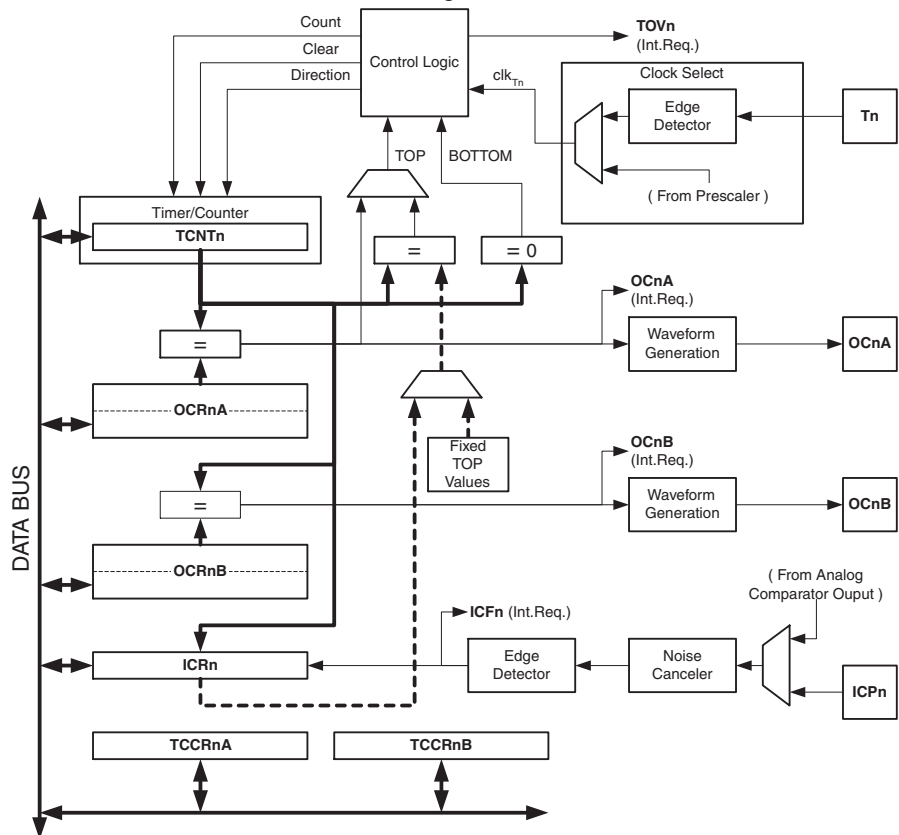 Count
Clear
Direction
Control Logic
TOVn
(Int.Req.)
clkTn
Clock Select
Edge
Detector
Tn
( From Prescaler )
TOP
BOTTOM
Timer/Counter
TCNTn
=
= 0
OCnA
(Int.Req.)
=
Waveform
Generation
OCnA
OCRnA
Fixed
TOP
Values
OCnB
(Int.Req.)
=
Waveform
Generation
OCnB
OCRnB
DATA BUS
( From Analog
Comparator Ouput )
ICFn (Int.Req.)
ICRn
Edge
Detector
Noise
Canceler
ICPn
TCCRnA
TCCRnB